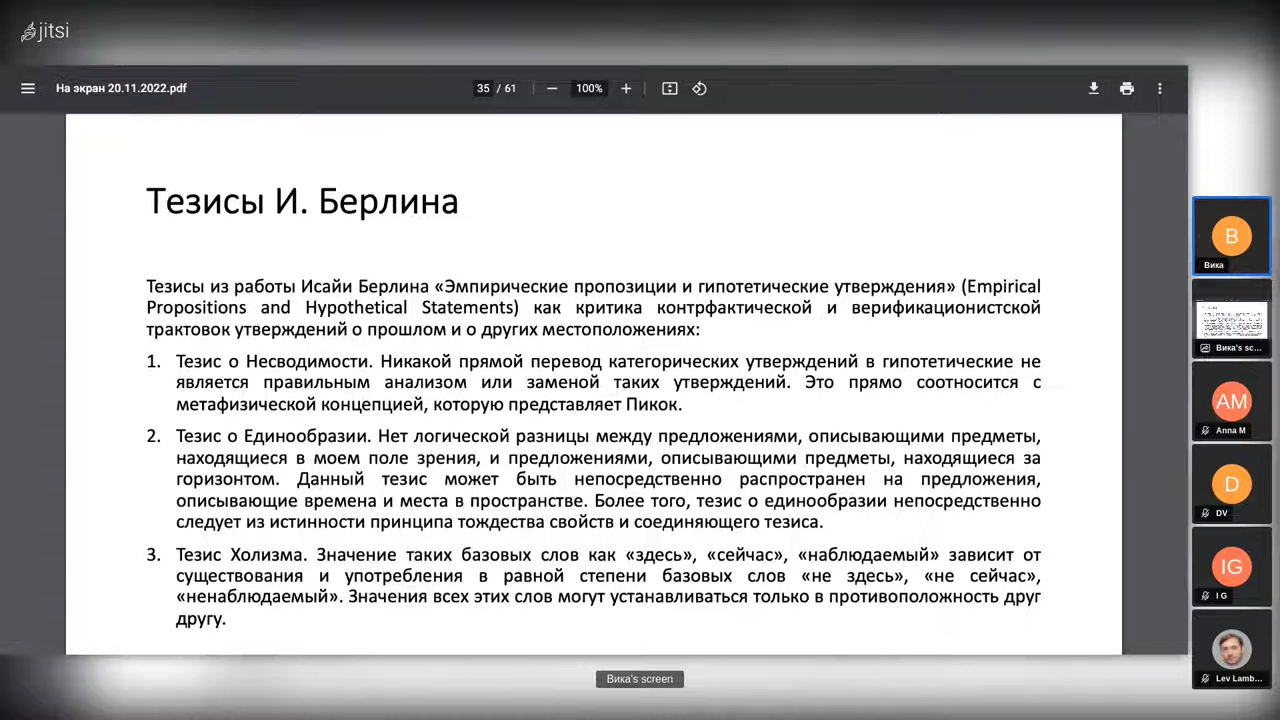 jitsi
На экран 20.11.2022.pdf
35 / 61
100%
Тезисы И. Берлина
Тезисы из работы Исайи Берлина «Эмпирические пропозиции и гипотетические утверждения» (Empirical
Propositions and Hypothetical Statements) как критика контрфактической и верификационистской
трактовок утверждений о прошлом и о других местоположениях:
1. Тезис о Несводимости. Никакой прямой перевод категорических утверждений в гипотетические не
является правильным анализом или заменой таких утверждений. Это прямо соотносится с
метафизической концепцией, которую представляет Пикок.
2. Тезис о Единообразии. Нет логической разницы между предложениями, описывающими предметы,
находящиеся в моем поле зрения, и предложениями, описывающими предметы, находящиеся за
горизонтом. Данный тезис может быть непосредственно распространен на предложения,
описывающие времена и места в пространстве. Более того, тезис о единообразии непосредственно
следует из истинности принципа тождества свойств и соединяющего тезиса.
3. Тезис Холизма. Значение таких базовых слов как «здесь», «сейчас», «наблюдаемый» зависит от
существования и употребления в равной степени базовых слов «не здесь», «не сейчас»,
«ненаблюдаемый». Значения всех этих слов могут устанавливаться только в противоположность друг
другу.
Вика's screen
В
Вика
Вика's sc...
AM
Anna M
D
DV
IG
I G
Lev Lamb...